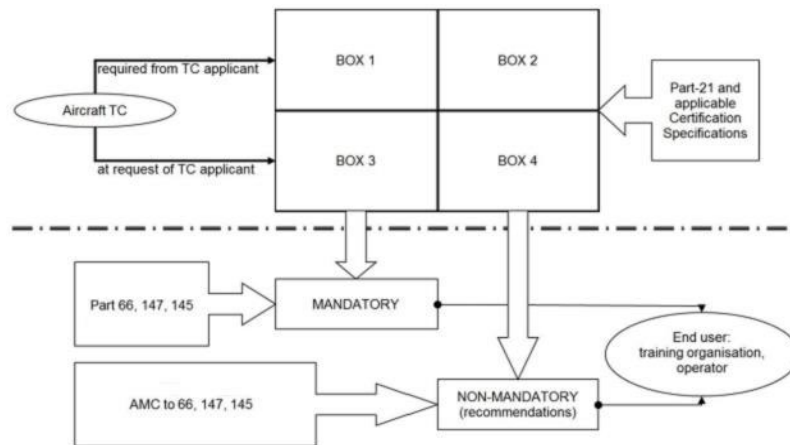 required from TC applicant
BOX 1
BOX 2
Aircraft TC
Part-21 and
applicable
Certification
Specifications
at request of TC applicant
BOX 3
BOX 4
Part 66, 147, 145
MANDATORY
End user:
training organisation,
operator
AMC to 66, 147, 145
NON-MANDATORY
(recommendations)